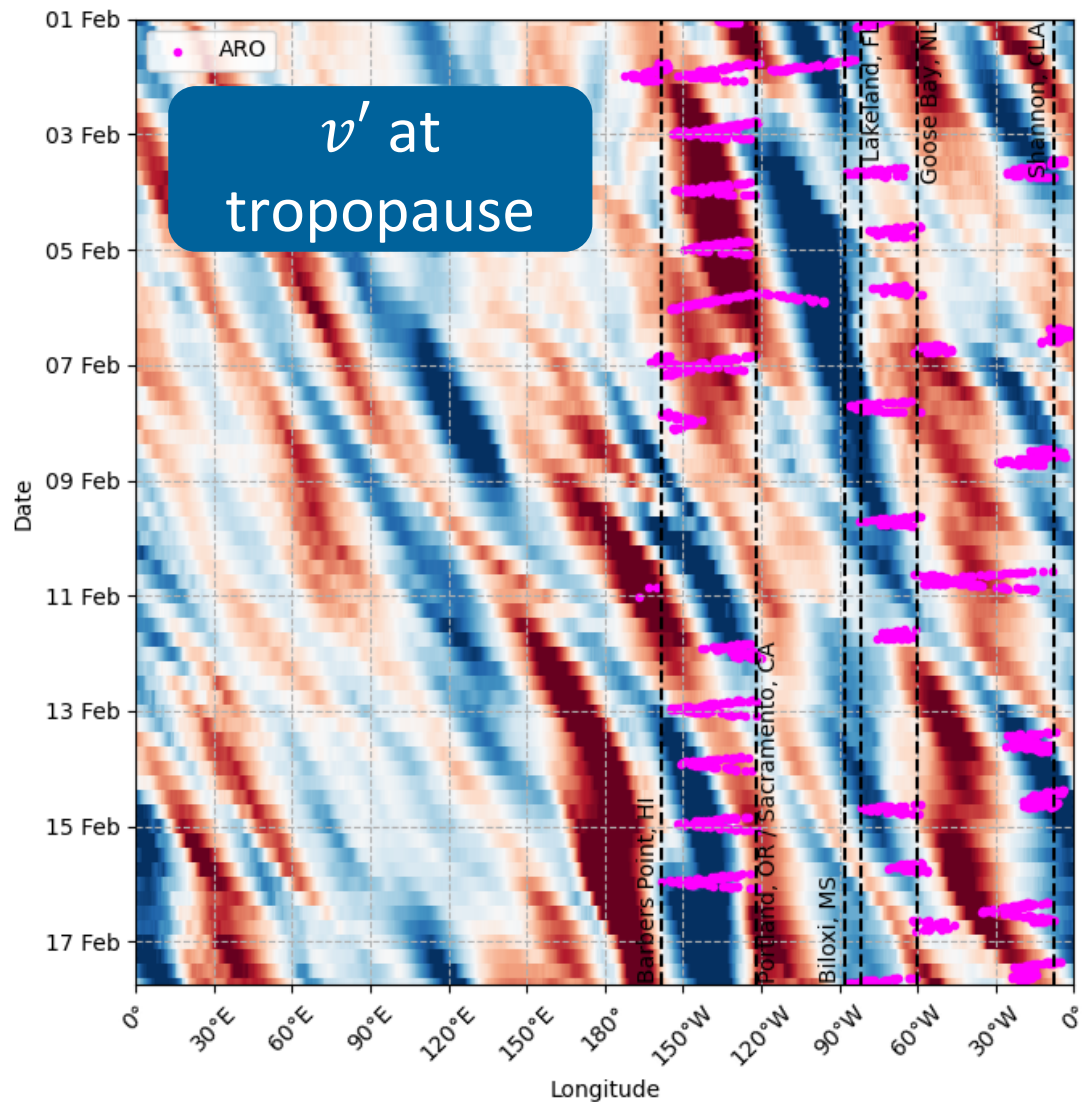 01 Feb
ARO
v′ at
tropopause
Lakeland, FL
Goose Bay, NL
Shannon, CLA
03 Feb
05 Feb
07 Feb
09 Feb
11 Feb
13 Feb
15 Feb
17 Feb
Date
Barbers Point, HI
Portland, OR / Sacramento, CA
Biloxi, MS
0°
30°E
60°E
90°E
120°E
150°E
180°
150°W
120°W
90°W
60°W
30°W
0°
Longitude